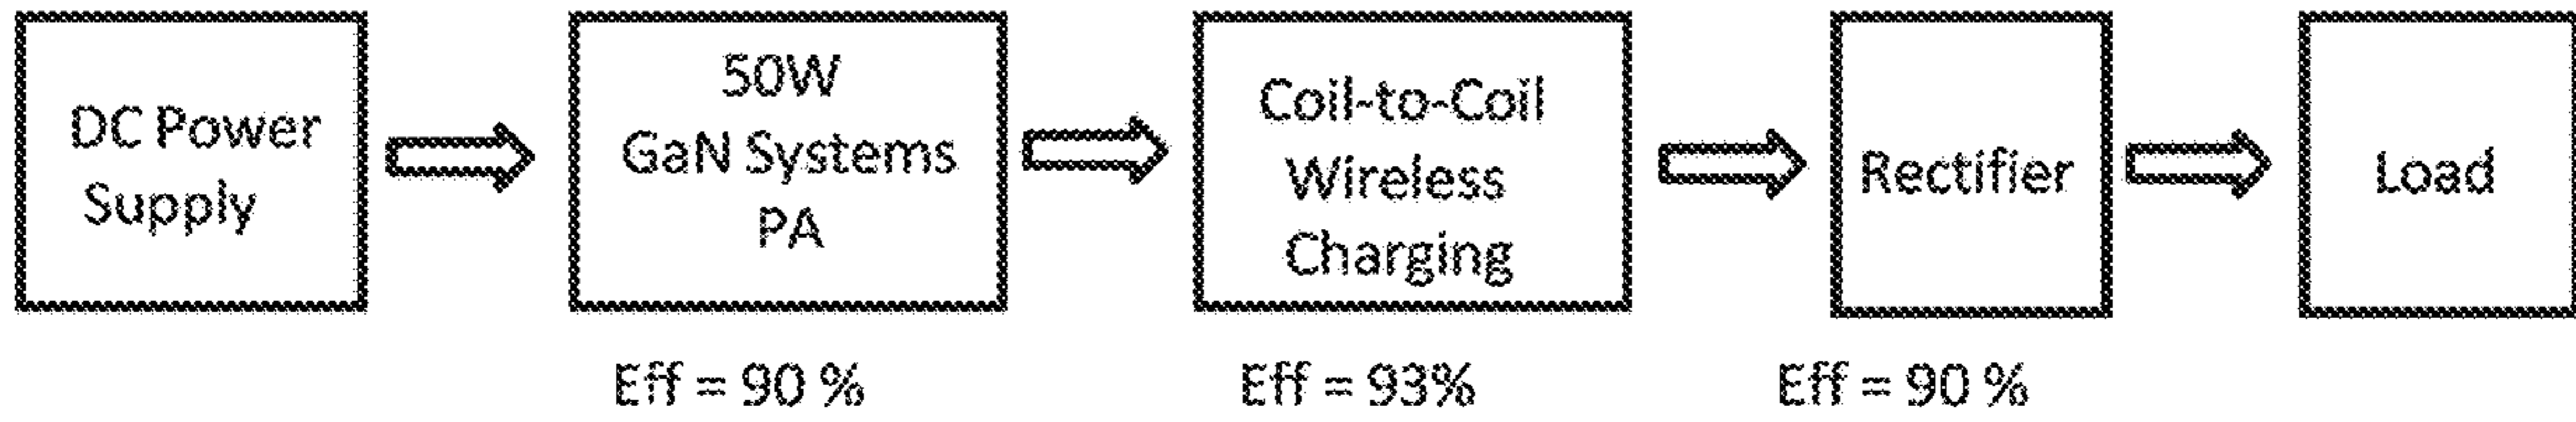 DC Power
Supply
50W
GaN Systems
PA
Coil-to-Coil
Wireless
Charging
Rectifier
Load
Eff = 90 %
Eff = 93%
Eff = 90 %